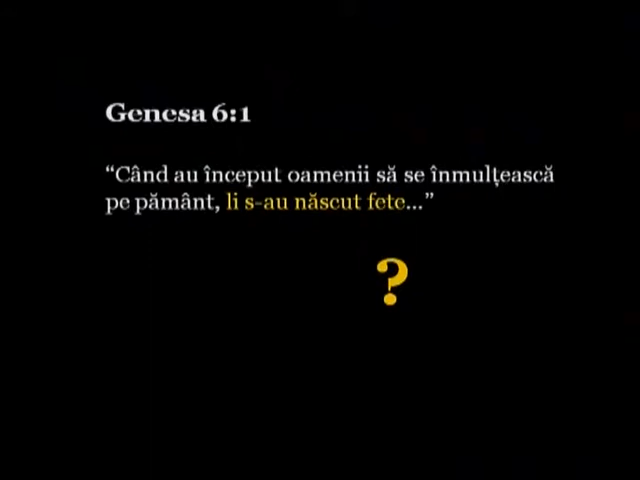 Genesa 6:1
“Când au început oamenii să se înmulțească
pe pământ, li s-au născut fete...”
?